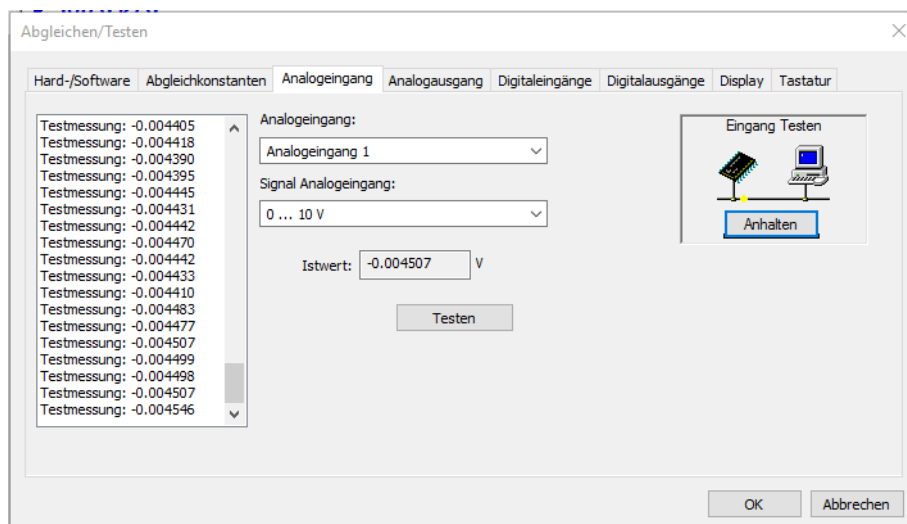 Abgleichen/Testen
Hard-/Software Abgleichkonstanten Analogeingang Analogausgang Digitaleingänge Digitalausgänge Display Tastatur
Testmessung: -0.004405
Testmessung: -0.004418
Testmessung: -0.004390
Testmessung: -0.004395
Testmessung: -0.004445
Testmessung: -0.004431
Testmessung: -0.004442
Testmessung: -0.004470
Testmessung: -0.004442
Testmessung: -0.004433
Testmessung: -0.004410
Testmessung: -0.004483
Testmessung: -0.004477
Testmessung: -0.004507
Testmessung: -0.004499
Testmessung: -0.004498
Testmessung: -0.004507
Testmessung: -0.004546
Analogeingang:
Analogeingang 1
Signal Analogeingang:
0 ... 10 V
Istwert: -0.004507 V
Testen
Eingang Testen
Anhalten
OK Abbrechen